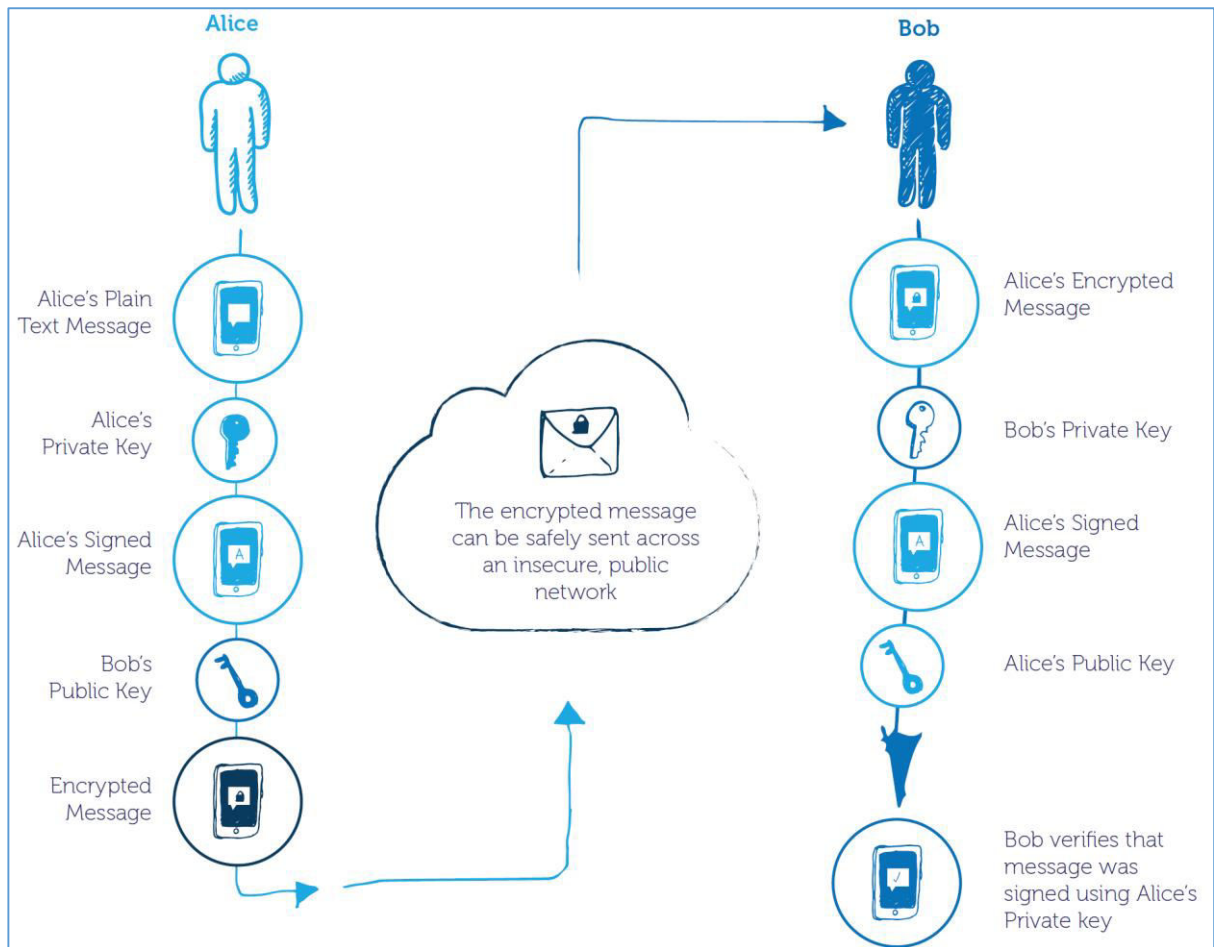 Alice
Alice's Plain
Text Message
Alice's
Private Key
Alice's Signed
Message
A
Bob's
Public Key
Encrypted
Message
The encrypted message
can be safely sent across
an insecure, public
network
Bob
Alice's Encrypted
Message
Bob's Private Key
Alice's Signed
Message
A
Alice's Public Key
Bob verifies that
message was
signed using Alice's
Private key